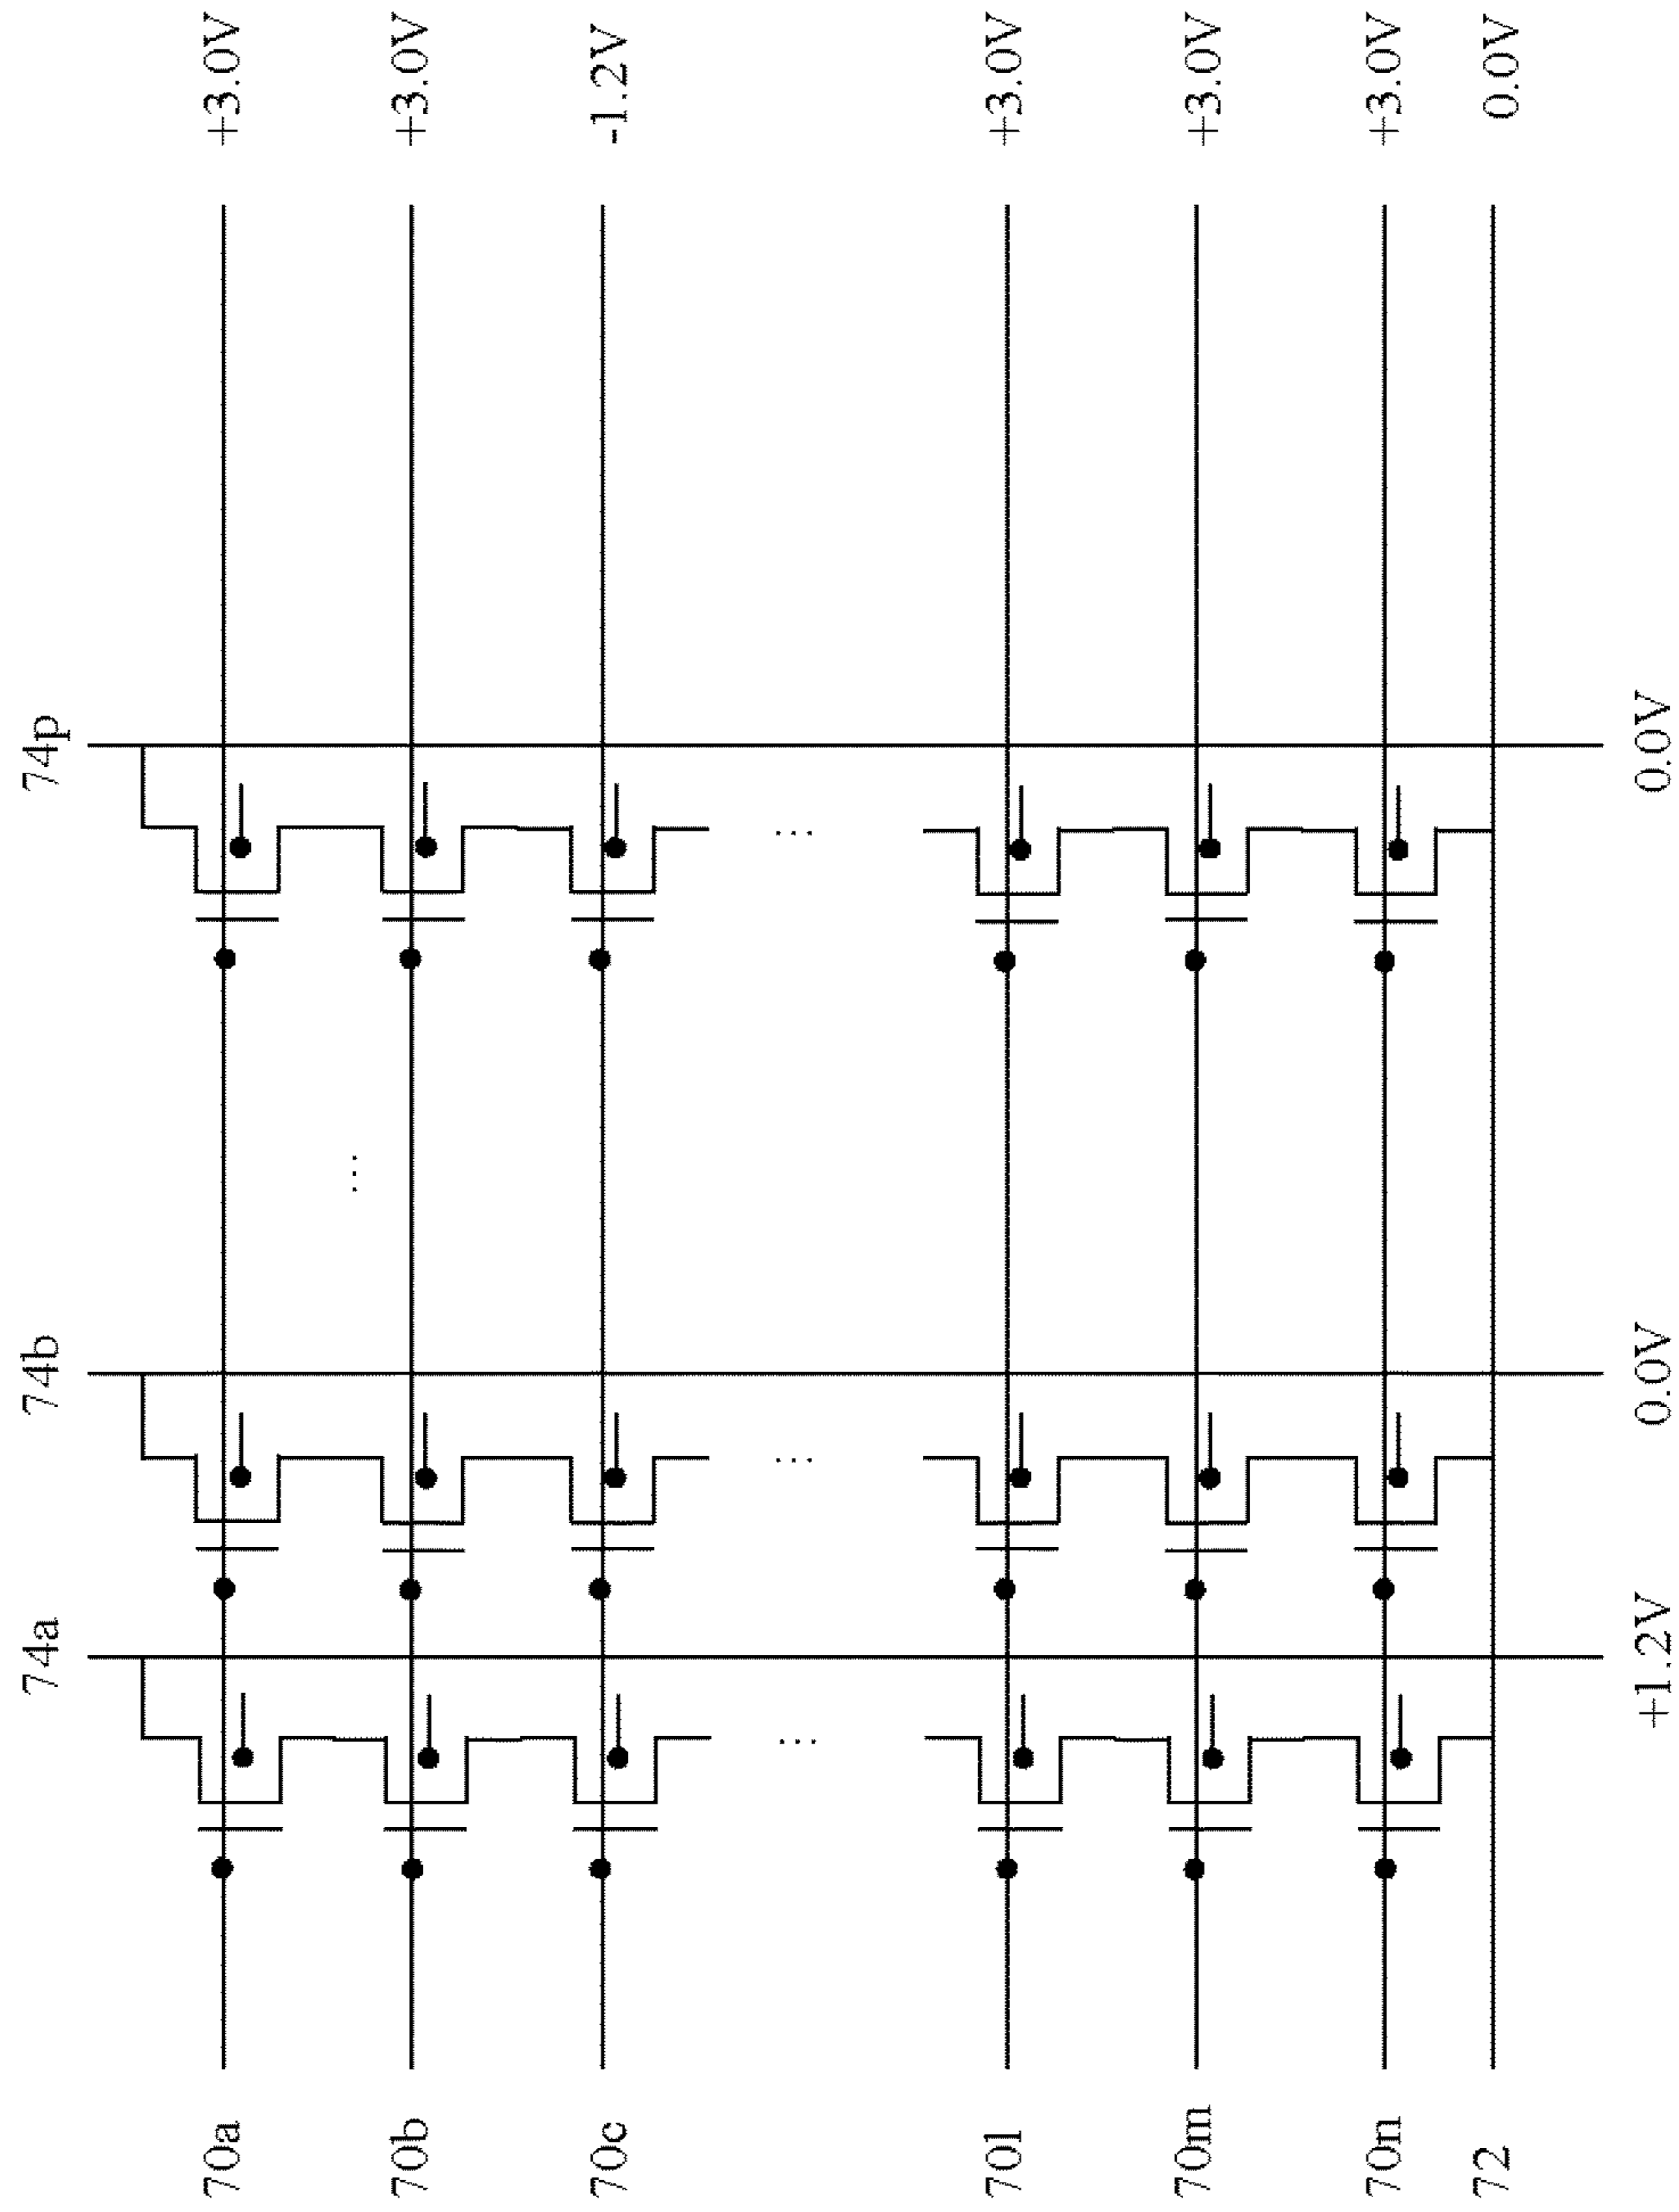 74a 74b 74p
70a +3.0V
70b +3.0V
70c -1.2V
70l +3.0V
70m +3.0V
70n +3.0V
72 0.0V
+1.2V 0.0V 0.0V